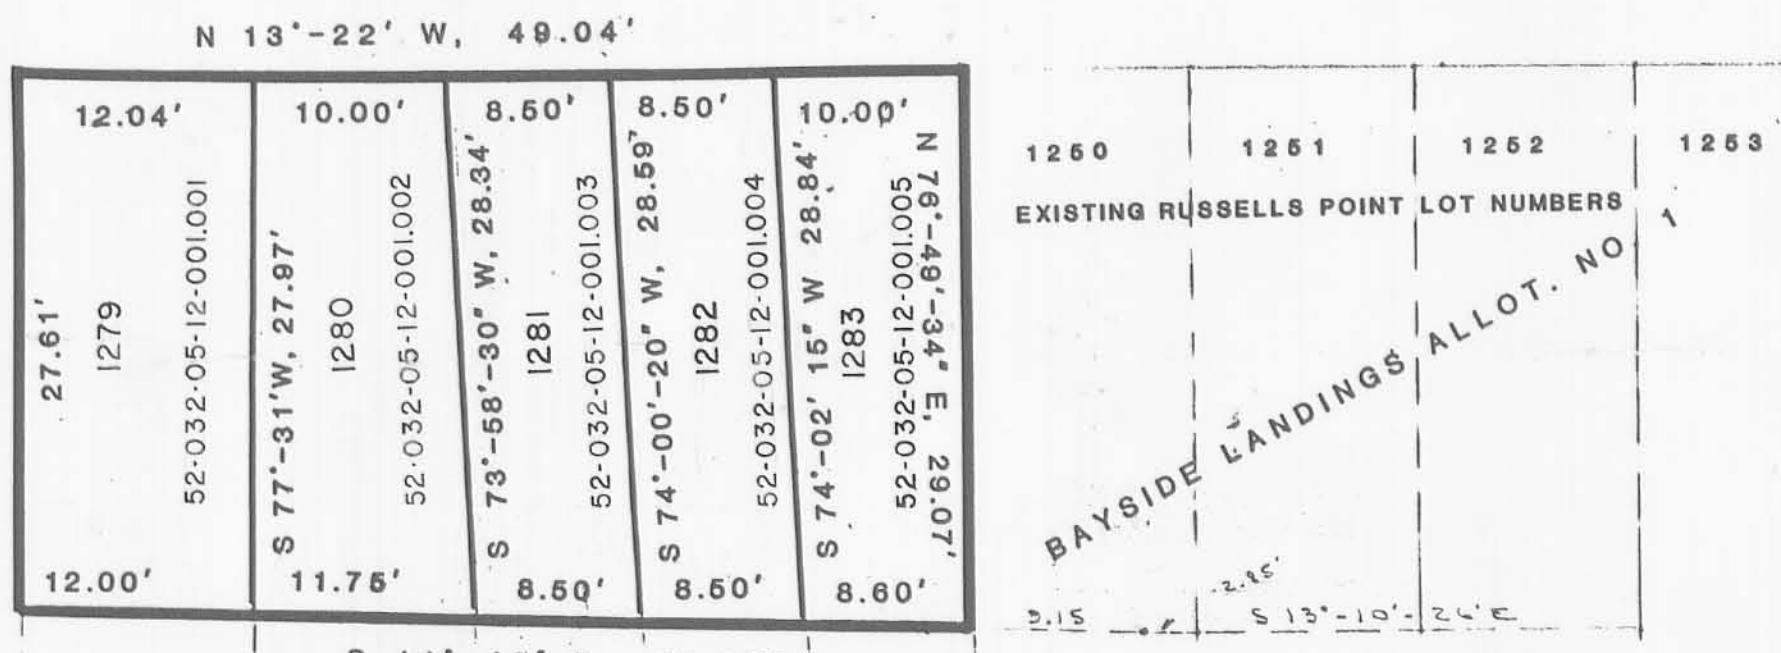 N 13°-22' W, 49.04'
12.04'
10.00'
8.50'
8.50'
10.00'
27.61'
1279
52-032-05-12-001.001
S 77°-31'W, 27.97'
1280
52-032-05-12-001.002
S 73°-58'-30" W, 28.34'
1281
52-032-05-12-001.003
S 74°-00'-20" W, 28.59'
1282
52-032-05-12-001.004
S 74°-02' 15" W 28.84'
1283
52-032-05-12-001.005
N 76°-49'-34" E, 29.07'
12.00'
11.75'
8.50'
8.50'
8.60'
1250
1251
1252
1253
EXISTING RUSSELLS POINT LOT NUMBERS
BAYSIDE LANDINGS ALLOT. NO 1
2.85'
S 13°-10'-26'E